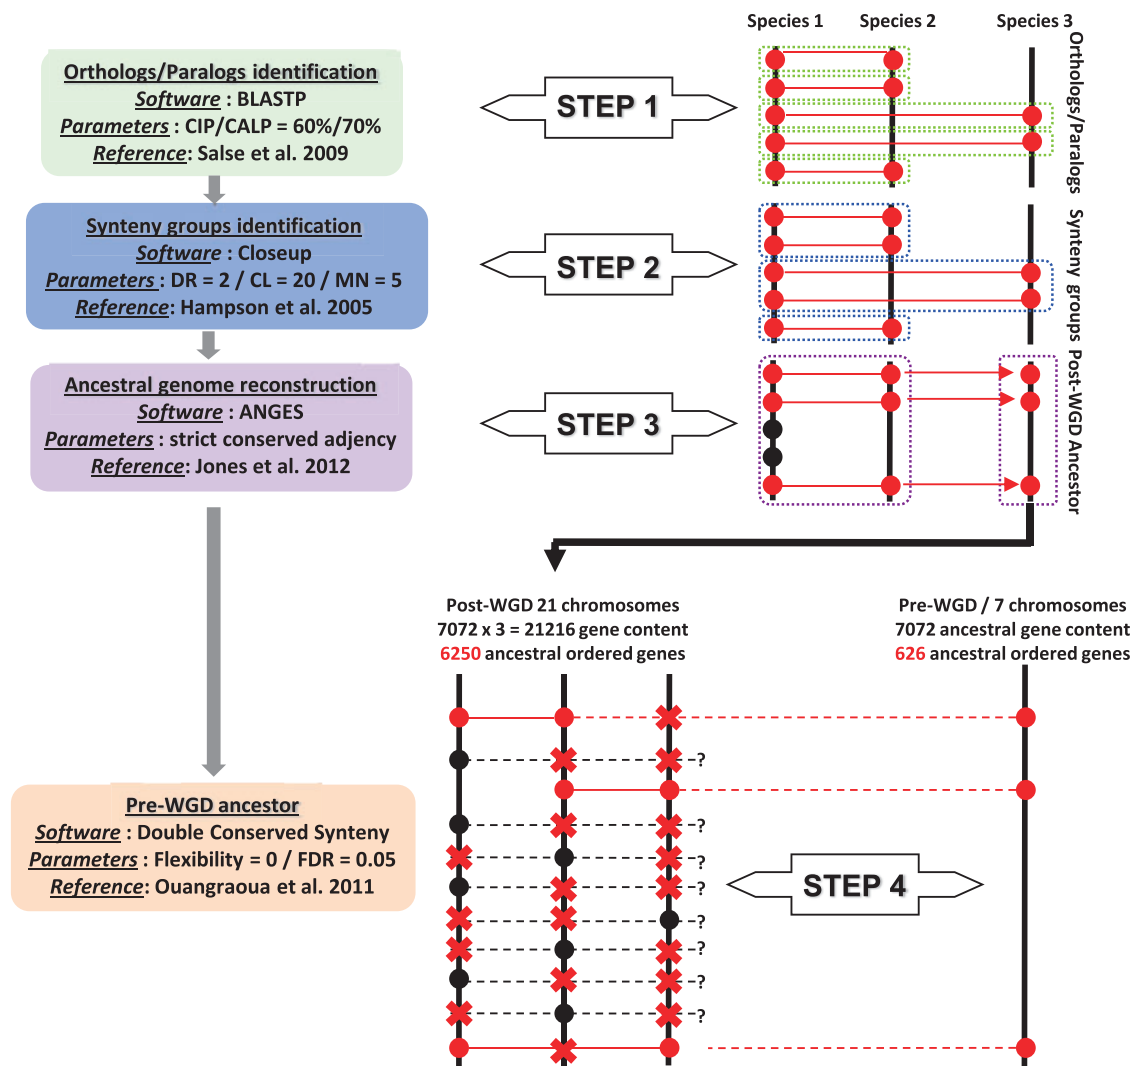 Species 1
Species 2
Species 3
Orthologs/Paralogs identification
Software : BLASTP
Parameters : CIP/CALP = 60%/70%
Reference: Salse et al. 2009
STEP 1
Orthologs/Paralogs
Synteny groups identification
Software : Closeup
Parameters : DR = 2 / CL = 20 / MN = 5
Reference: Hampson et al. 2005
STEP 2
Synteny groups
Ancestral genome reconstruction
Software : ANGES
Parameters : strict conserved adjency
Reference: Jones et al. 2012
STEP 3
Post-WGD Ancestor
Post-WGD 21 chromosomes
7072 x 3 = 21216 gene content
6250 ancestral ordered genes
Pre-WGD / 7 chromosomes
7072 ancestral gene content
626 ancestral ordered genes
?
Pre-WGD ancestor
Software : Double Conserved Synteny
Parameters : Flexibility = 0 / FDR = 0.05
Reference: Ouangraoua et al. 2011
?
?
?
STEP 4
?
?
?
?